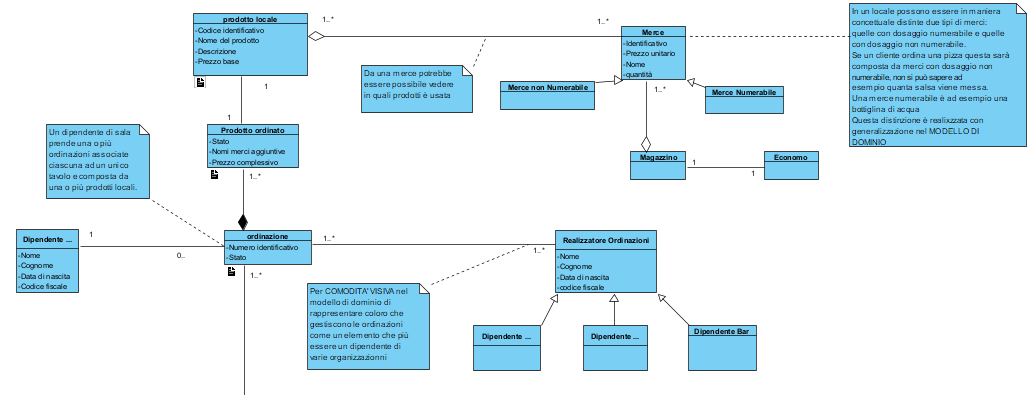 prodotto locale
-Codice identificativo
-Nome del prodotto
-Descrizione
-Prezzo base
1..*
1..*
Merce
-Identificativo
-Prezzo unitario
-Nome
-quantità
In un locale possono essere in maniera
concettuale distinte due tipi di merci:
quelle con dosaggio numerabile e quelle
con dosaggio non numerabile.
Se un cliente ordina una pizza questa sarà
composta da merci con dosaggio non
numerabile, non si può sapere ad
esempio quanta salsa viene messa.
Una merce numerabile è ad esempio una
bottiglina di acqua
Questa distinzione è realixzzata con
generalizzazione nel MODELLO DI
DOMINIO
Da una merce potrebbe
essere possibile vedere
in quali prodotti è usata
Merce non Numerabile
Merce Numerabile
1..*
1
1
Prodotto ordinato
-Stato
-Nomi merci aggiuntive
-Prezzo complessivo
1..*
Un dipendente di sala
prende una o più
ordinazioni associate
ciascuna ad un unico
tavolo e composta da
una o più prodotti locali.
Magazzino
1
1
Economo
Dipendente ...
-Nome
-Cognome
-Data di nascita
-Codice fiscale
1
0..
ordinazione
-Numero identificativo
-Stato
1..*
1..*
1..*
Realizzatore Ordinazioni
-Nome
-Cognome
-Data di nascita
-codice fiscale
Per COMODITA' VISIVA nel
modello di dominio di
rappresentare coloro che
gestiscono le ordinazioni
come un elemento che più
essere un dipendente di
varie organizzazionni
Dipendente ...
Dipendente ...
Dipendente Bar